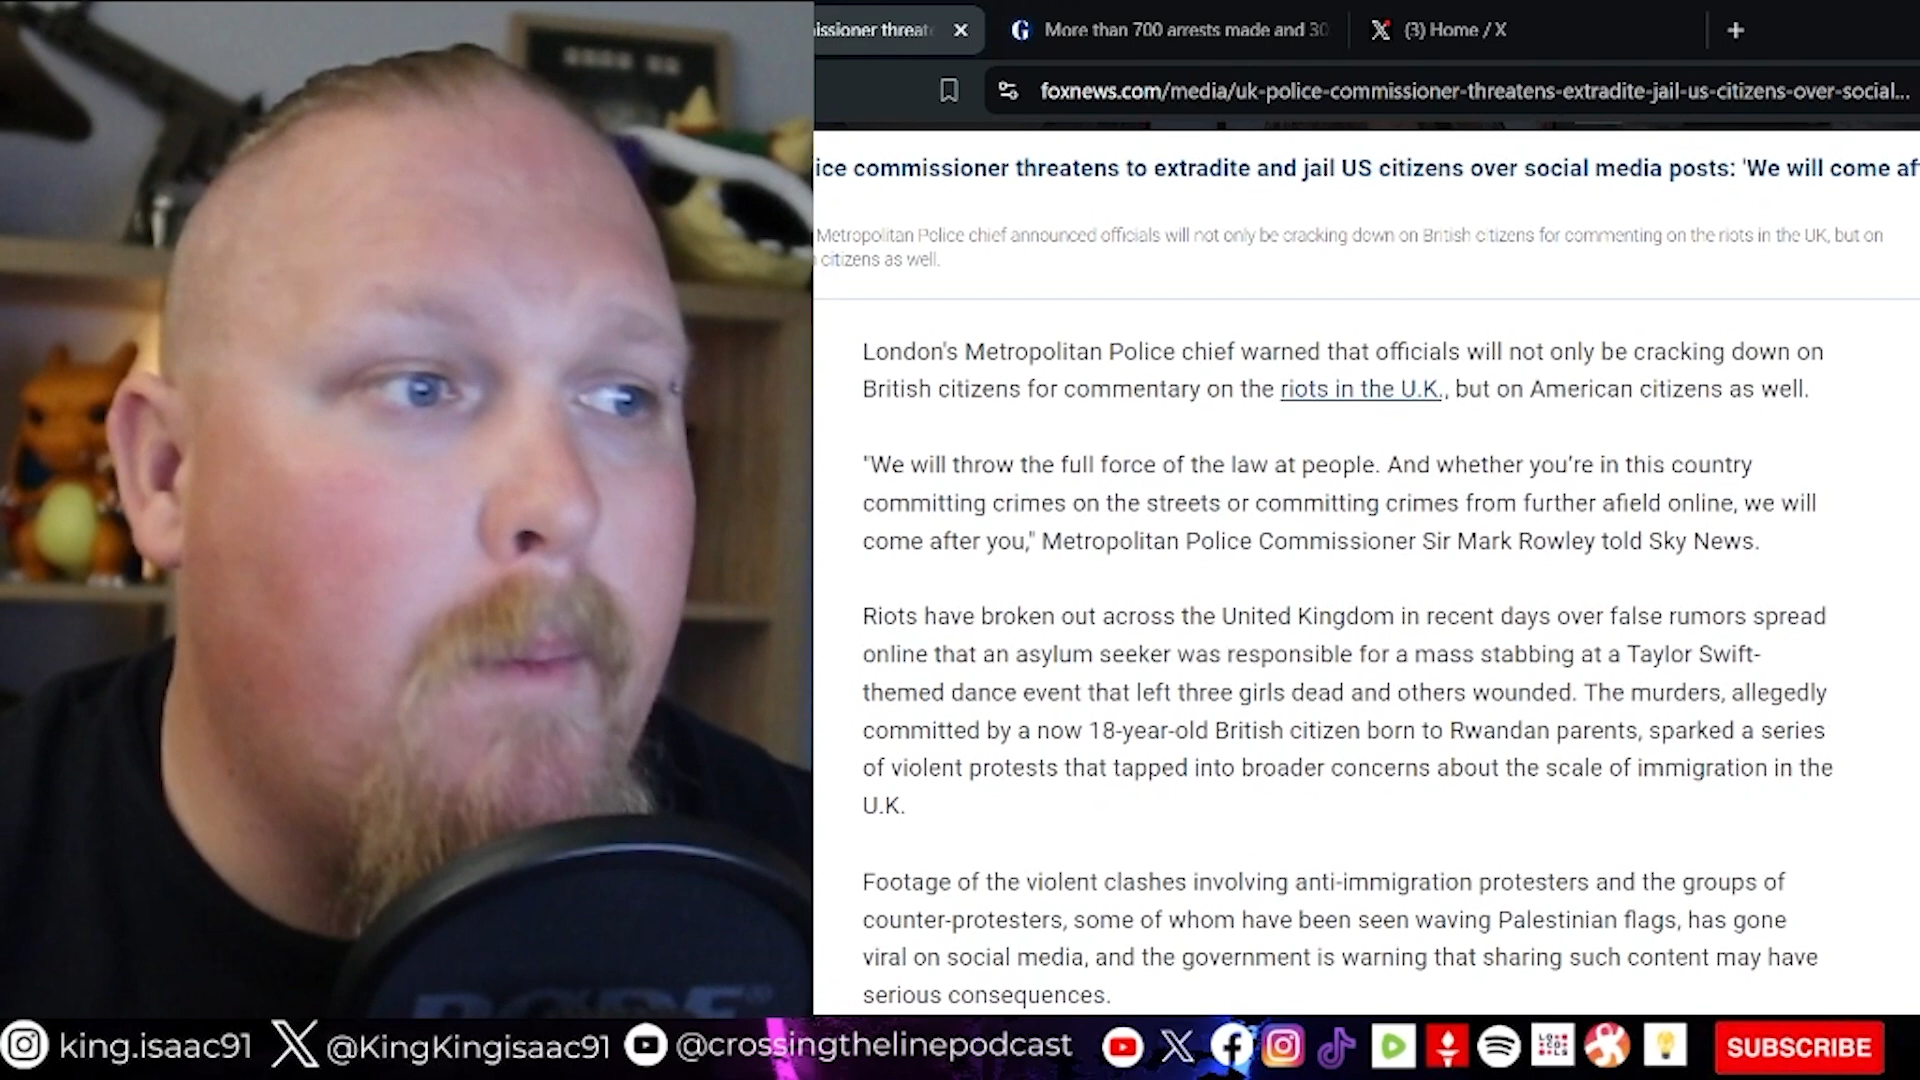 issioner threat
More than 700 arrests made and 30
(3) Home / X
foxnews.com/media/uk-police-commissioner-threatens-extradite-jail-us-citizens-over-social...
ice commissioner threatens to extradite and jail US citizens over social media posts: 'We will come af
Metropolitan Police chief announced officials will not only be cracking down on British citizens for commenting on the riots in the UK, but on
citizens as well.
London's Metropolitan Police chief warned that officials will not only be cracking down on
British citizens for commentary on the riots in the U.K., but on American citizens as well.
"We will throw the full force of the law at people. And whether you're in this country
committing crimes on the streets or committing crimes from further afield online, we will
come after you," Metropolitan Police Commissioner Sir Mark Rowley told Sky News.
Riots have broken out across the United Kingdom in recent days over false rumors spread
online that an asylum seeker was responsible for a mass stabbing at a Taylor Swift-
themed dance event that left three girls dead and others wounded. The murders, allegedly
committed by a now 18-year-old British citizen born to Rwandan parents, sparked a series
of violent protests that tapped into broader concerns about the scale of immigration in the
U.K.
Footage of the violent clashes involving anti-immigration protesters and the groups of
counter-protesters, some of whom have been seen waving Palestinian flags, has gone
viral on social media, and the government is warning that sharing such content may have
serious consequences.
RODE
king.isaac91 @KingKingisaac91 @crossingthelinepodcast LOCALS SUBSCRIBE